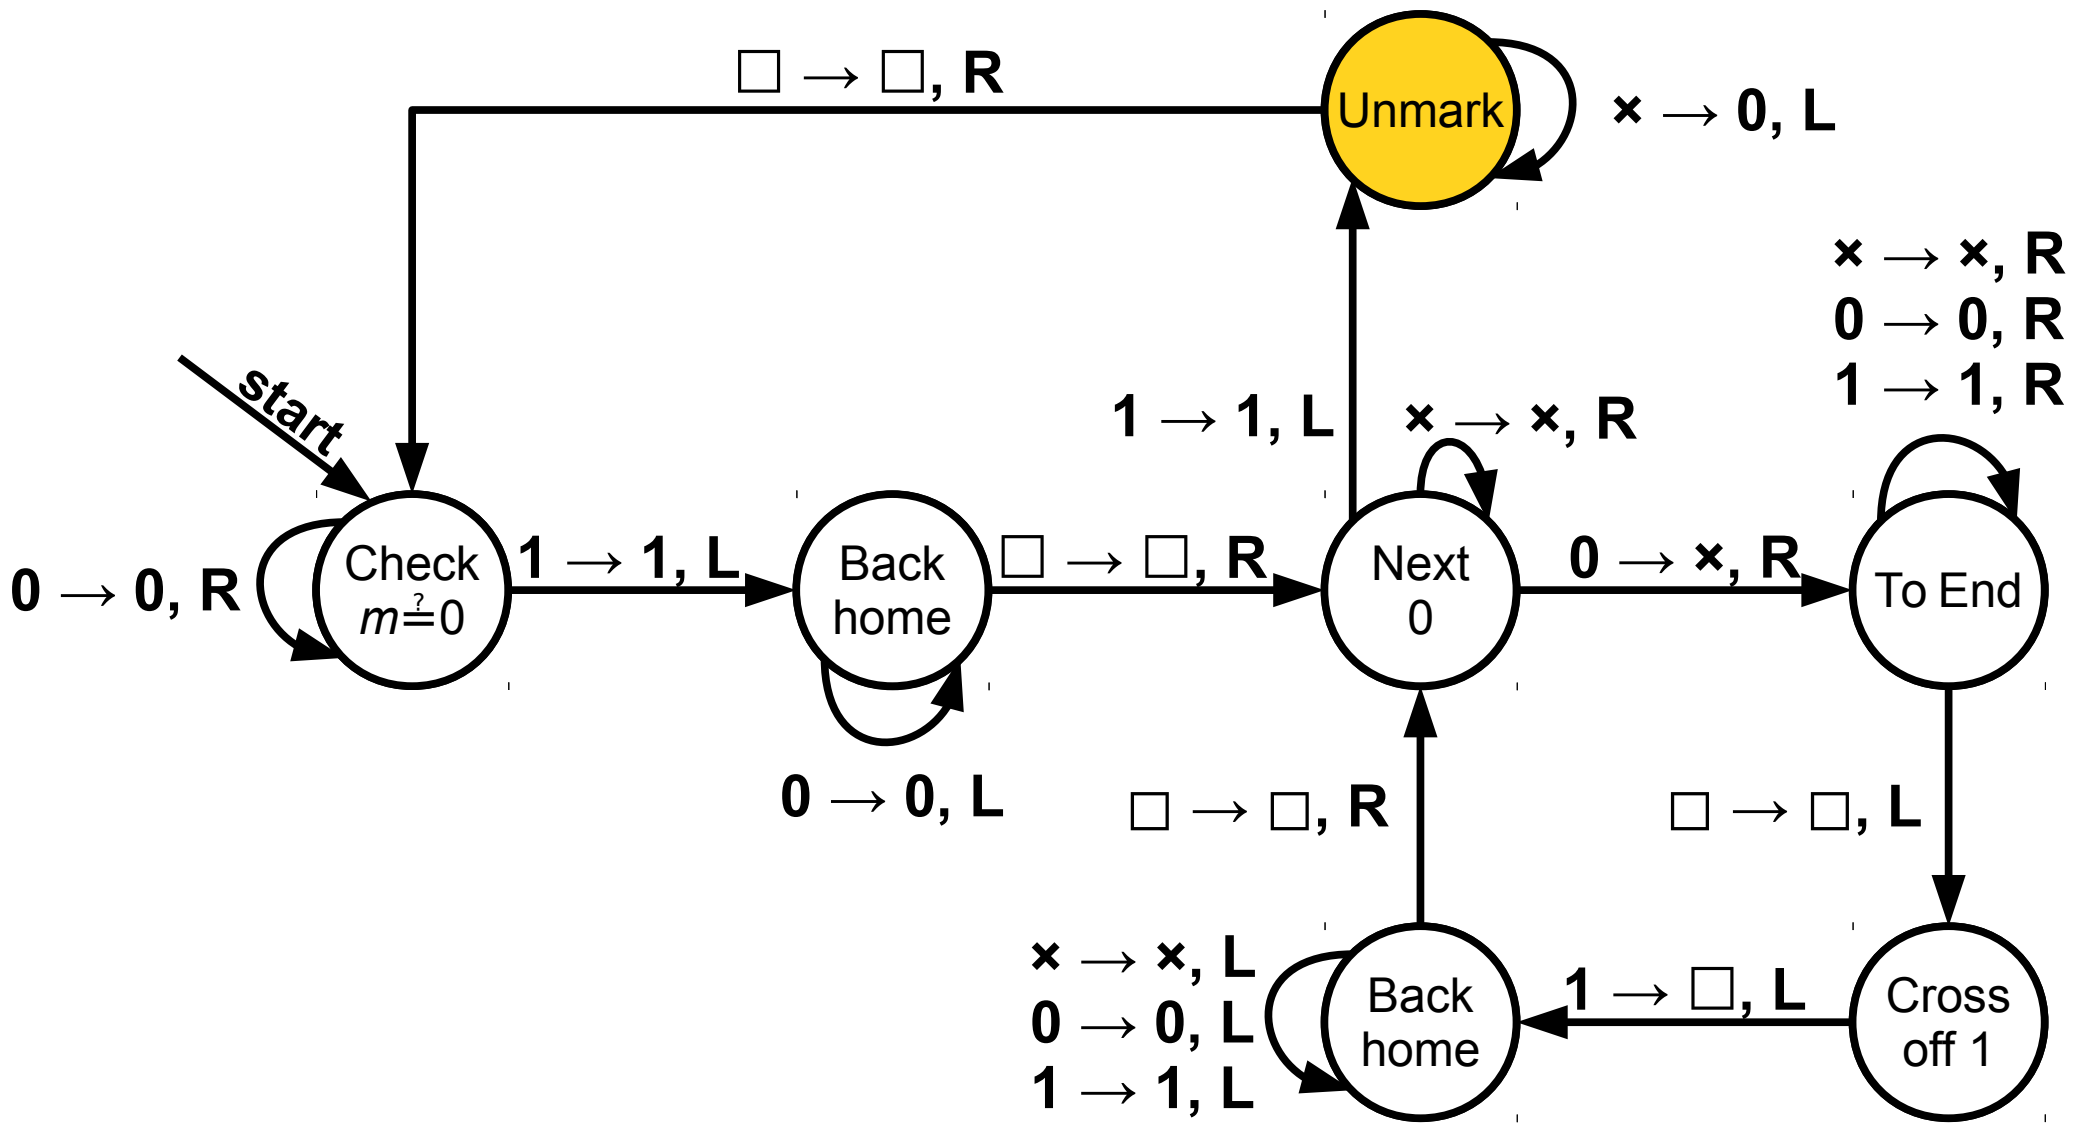 □ → □, R
Unmark
× → 0, L
× → ×, R
0 → 0, R
1 → 1, R
start
1 → 1, L
× → ×, R
0 → 0, R
Check
m ≟ 0
1 → 1, L
Back
home
□ → □, R
Next
0
0 → ×, R
To End
0 → 0, L
□ → □, R
□ → □, L
× → ×, L
0 → 0, L
1 → 1, L
Back
home
1 → □, L
Cross
off 1